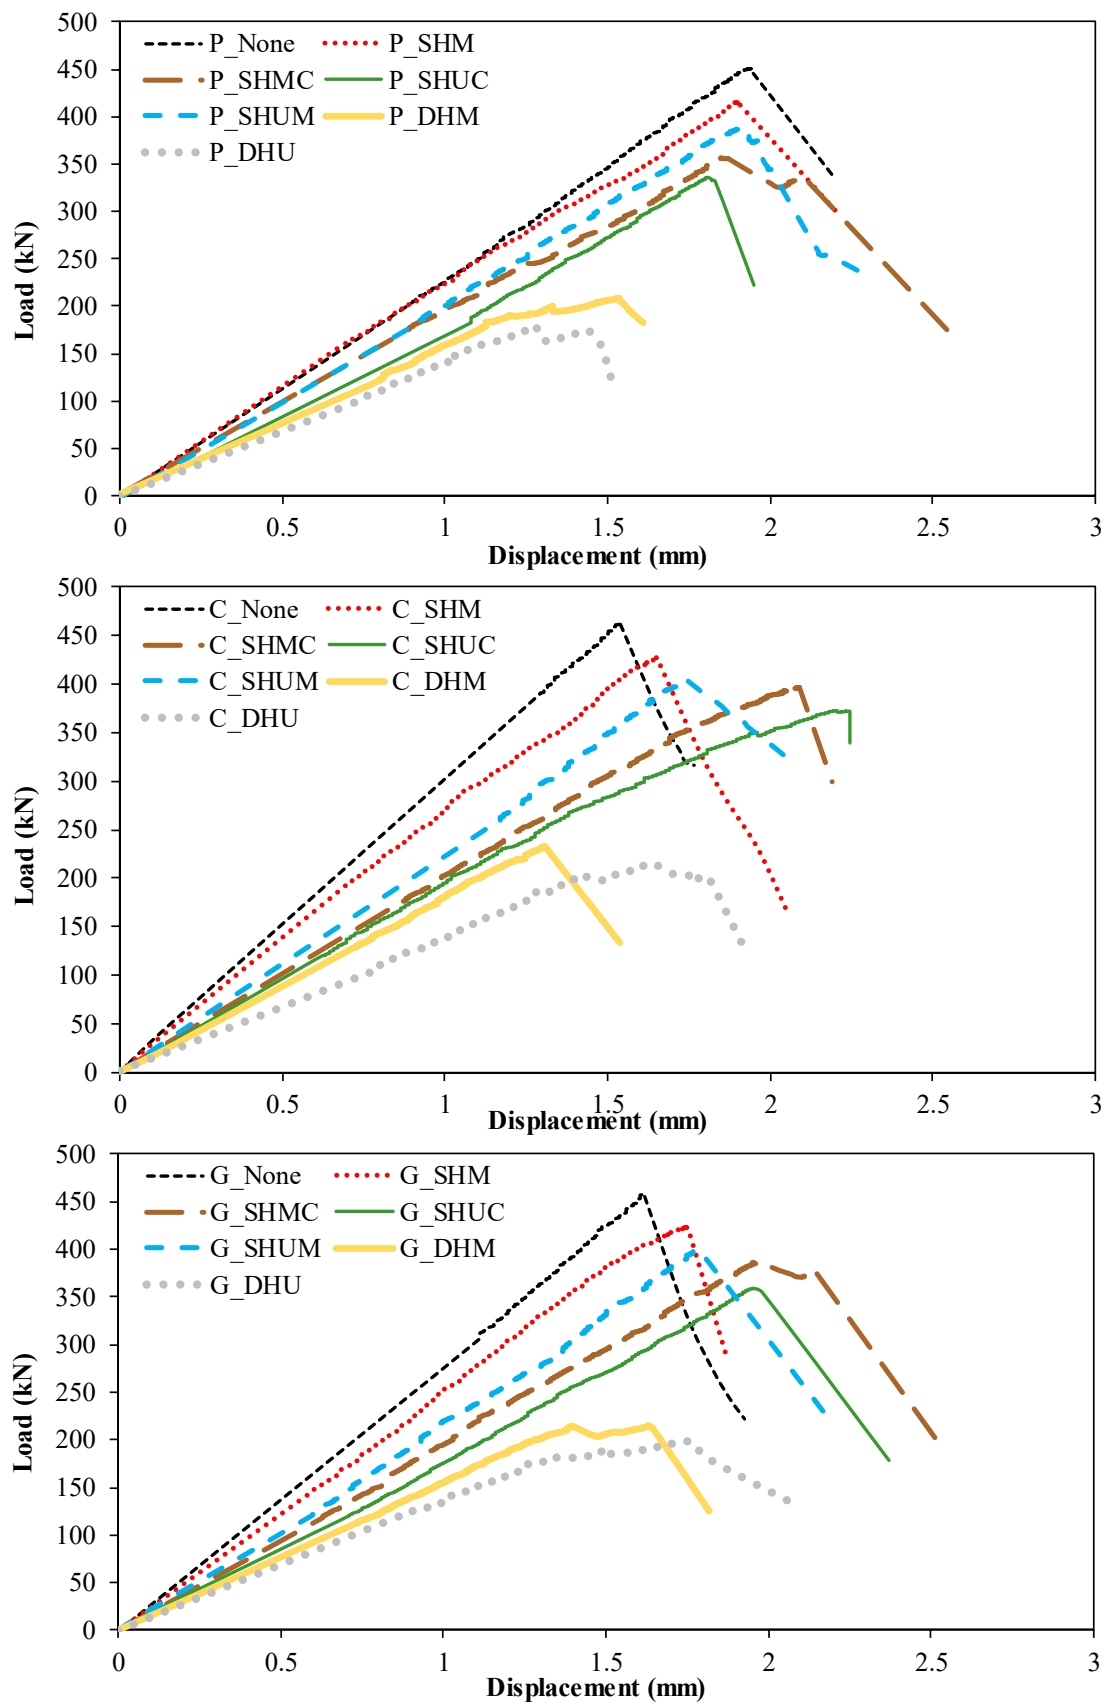 500
P_None P_SHM
450
P_SHMC P_SHUC
400
P_SHUM P_DHM
350
P_DHU
300
250
200
150
100
50
0
Load (kN)
0 0.5 1 1.5 2 2.5 3
Displacement (mm)
500
C_None C_SHM
450
C_SHMC C_SHUC
400
C_SHUM C_DHM
350
C_DHU
300
250
200
150
100
50
0
Load (kN)
0 0.5 1 1.5 2 2.5 3
Displacement (mm)
500
G_None G_SHM
450
G_SHMC G_SHUC
400
G_SHUM G_DHM
350
G_DHU
300
250
200
150
100
50
0
Load (kN)
0 0.5 1 1.5 2 2.5 3
Displacement (mm)